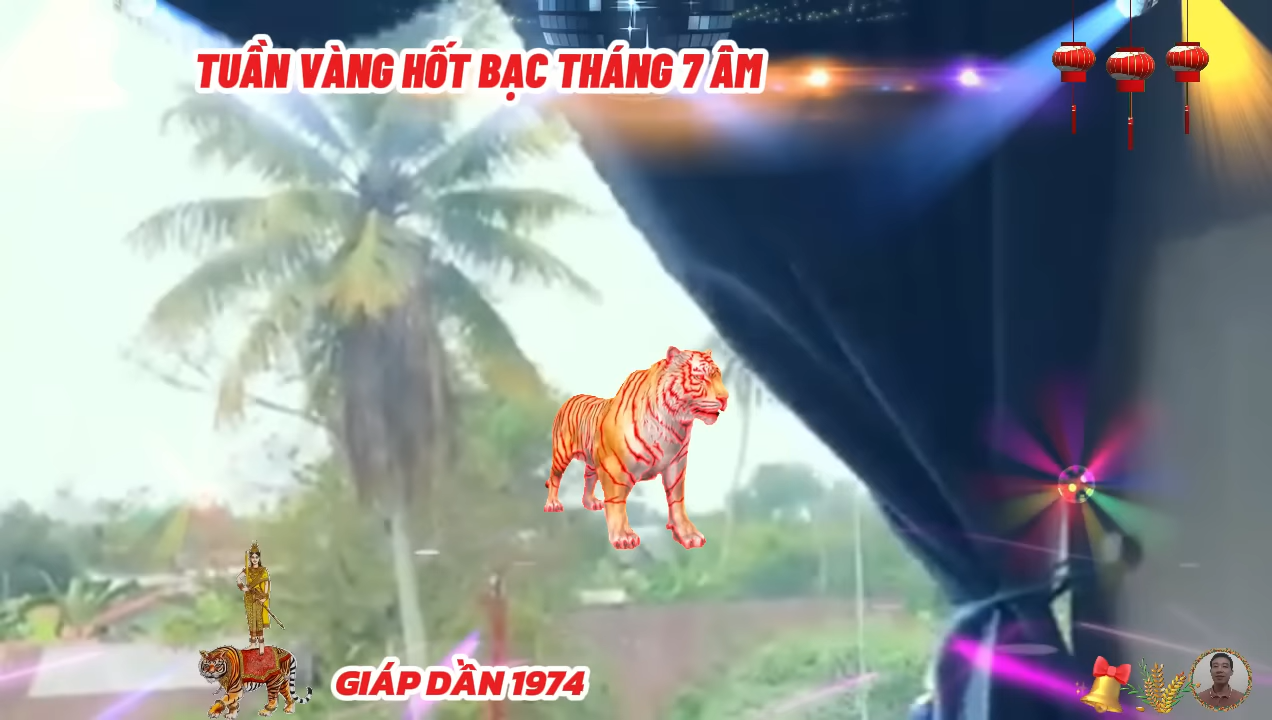 TUẦN VÀNG HỐT BẠC THÁNG 7 ÂM
GIÁP DẦN 1974